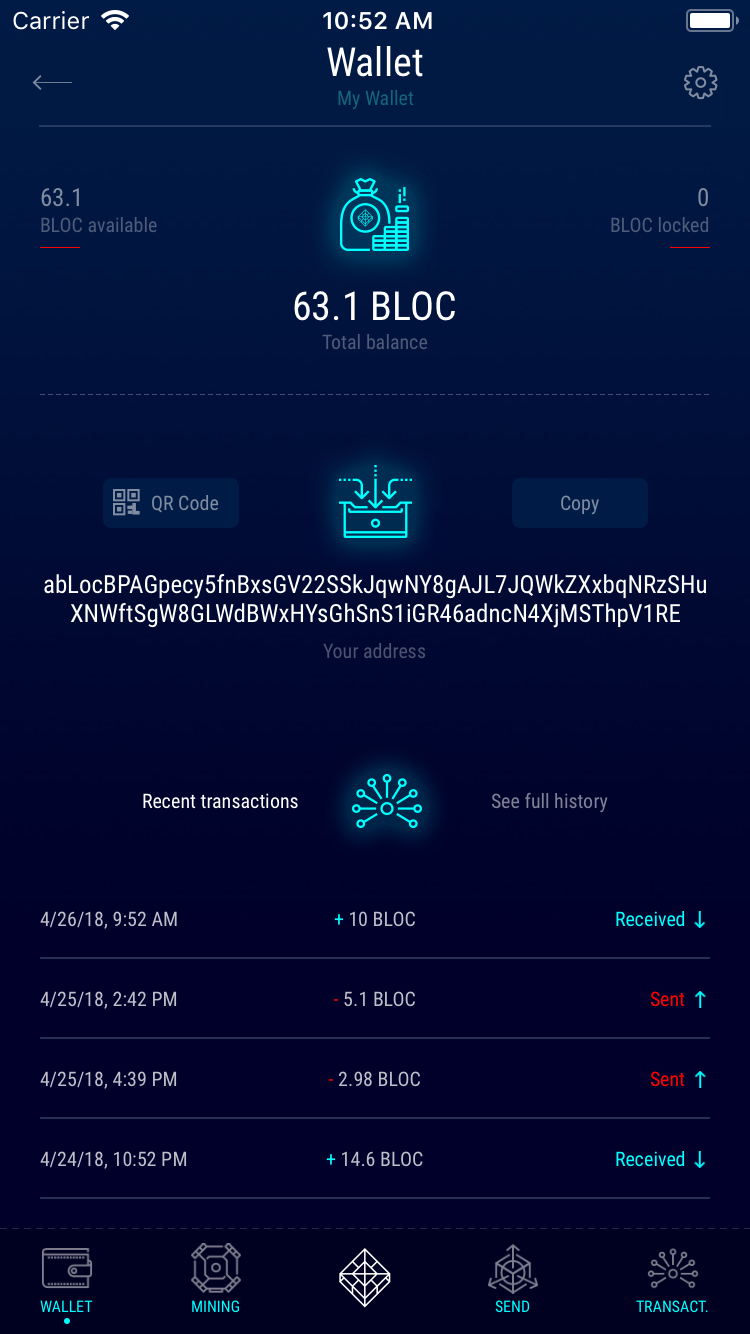 Carrier 10:52 AM
Wallet
My Wallet
63.1 0
BLOC available BLOC locked
63.1 BLOC
Total balance
QR Code Copy
abLocBPAGpecy5fnBxsGV22SSkJqwNY8gAJL7JQWkZXxbqNRzSHu
XNWftSgW8GLWdBWxHYsGhSnS1iGR46adncN4XjMSThpV1RE
Your address
Recent transactions See full history
4/26/18, 9:52 AM + 10 BLOC Received ↓
4/25/18, 2:42 PM - 5.1 BLOC Sent ↑
4/25/18, 4:39 PM - 2.98 BLOC Sent ↑
4/24/18, 10:52 PM + 14.6 BLOC Received ↓
WALLET MINING SEND TRANSACT.